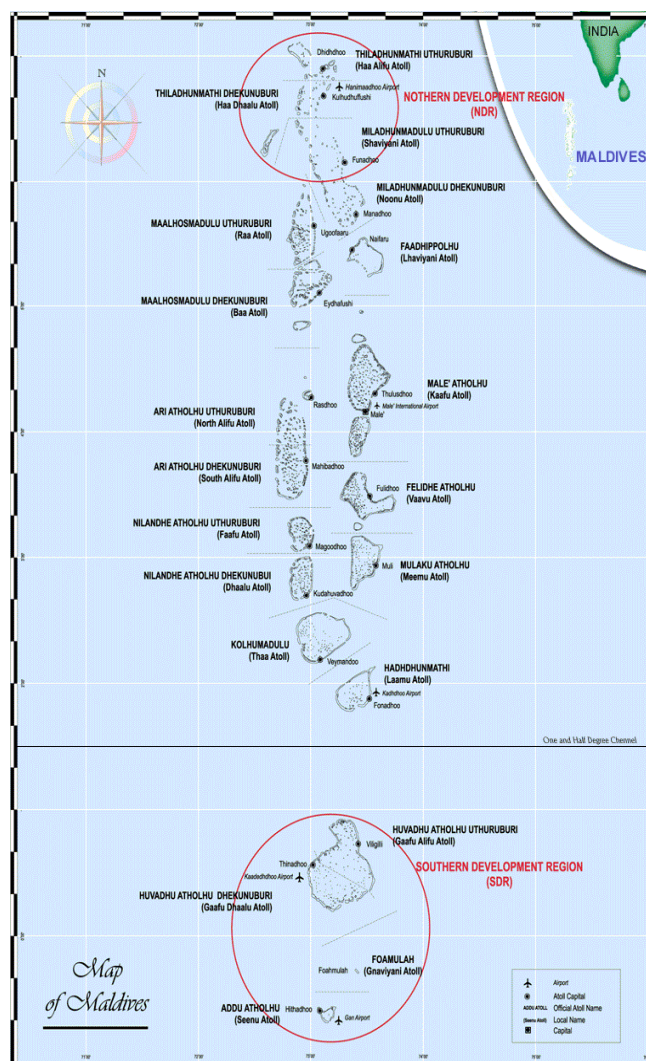 INDIA
MALDIVES
N
Dhidhdhoo
THILADHUNMATHI UTHURUBURI
(Haa Alifu Atoll)
Hanimaadhoo Airport
THILADHUNMATHI DHEKUNUBURI
(Haa Dhaalu Atoll)
Kulhudhuffushi
NOTHERN DEVELOPMENT REGION
(NDR)
MILADHUNMADULU UTHURUBURI
(Shaviyani Atoll)
Funadhoo
MILADHUNMADULU DHEKUNUBURI
(Noonu Atoll)
Manadhoo
MAALHOSMADULU UTHURUBURI
(Raa Atoll)
Ugoofaaru
Naifaru
FAADHIPPOLHU
(Lhaviyani Atoll)
MAALHOSMADULU DHEKUNUBURI
(Baa Atoll)
Eydhafushi
MALE' ATHOLHU
(Kaafu Atoll)
Thulusdhoo
Male' International Airport
Male'
Rasdhoo
ARI ATHOLHU UTHURUBURI
(North Alifu Atoll)
ARI ATHOLHU DHEKUNUBURI
(South Alifu Atoll)
Mahibadhoo
Fulidhoo
FELIDHE ATHOLHU
(Vaavu Atoll)
NILANDHE ATHOLHU UTHURUBURI
(Faafu Atoll)
Magoodhoo
Muli
MULAKU ATHOLHU
(Meemu Atoll)
NILANDHE ATHOLHU DHEKUNUBUI
(Dhaalu Atoll)
Kudahuvadhoo
KOLHUMADULU
(Thaa Atoll)
Veymandoo
HADHDHUNMATHI
(Laamu Atoll)
Kadhdhoo Airport
Fonadhoo
One and Half Degree Chennel
HUVADHU ATHOLHU UTHURUBURI
(Gaafu Alifu Atoll)
Viligilli
Thinadhoo
Kaadedhdhoo Airport
SOUTHERN DEVELOPMENT REGION
(SDR)
HUVADHU ATHOLHU DHEKUNUBURI
(Gaafu Dhaalu Atoll)
FOAMULAH
(Gnaviyani Atoll)
Foahmulah
ADDU ATHOLHU
(Seenu Atoll)
Hithadhoo
Gan Airport
Map
of Maldives
Airport
Atoll Capital
ADDU ATOLL Official Atoll Name
(Seenu Atoll) Local Name
Capital